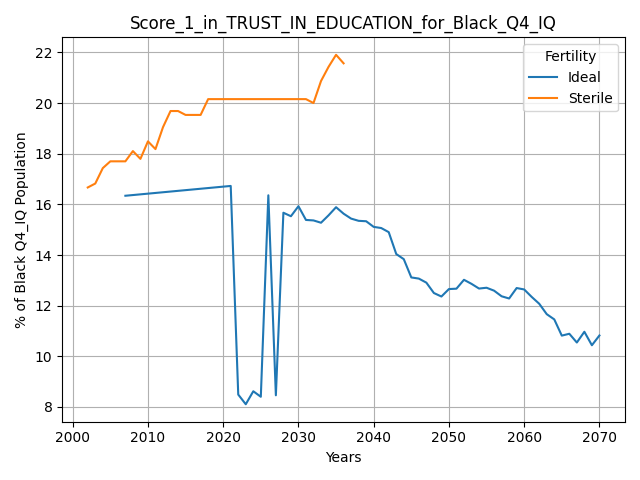 Score_1_in_TRUST_IN_EDUCATION_for_Black_Q4_IQ
% of Black Q4_IQ Population
22
20
18
16
14
12
10
8
Fertility
Ideal
Sterile
2000 2010 2020 2030 2040 2050 2060 2070
Years